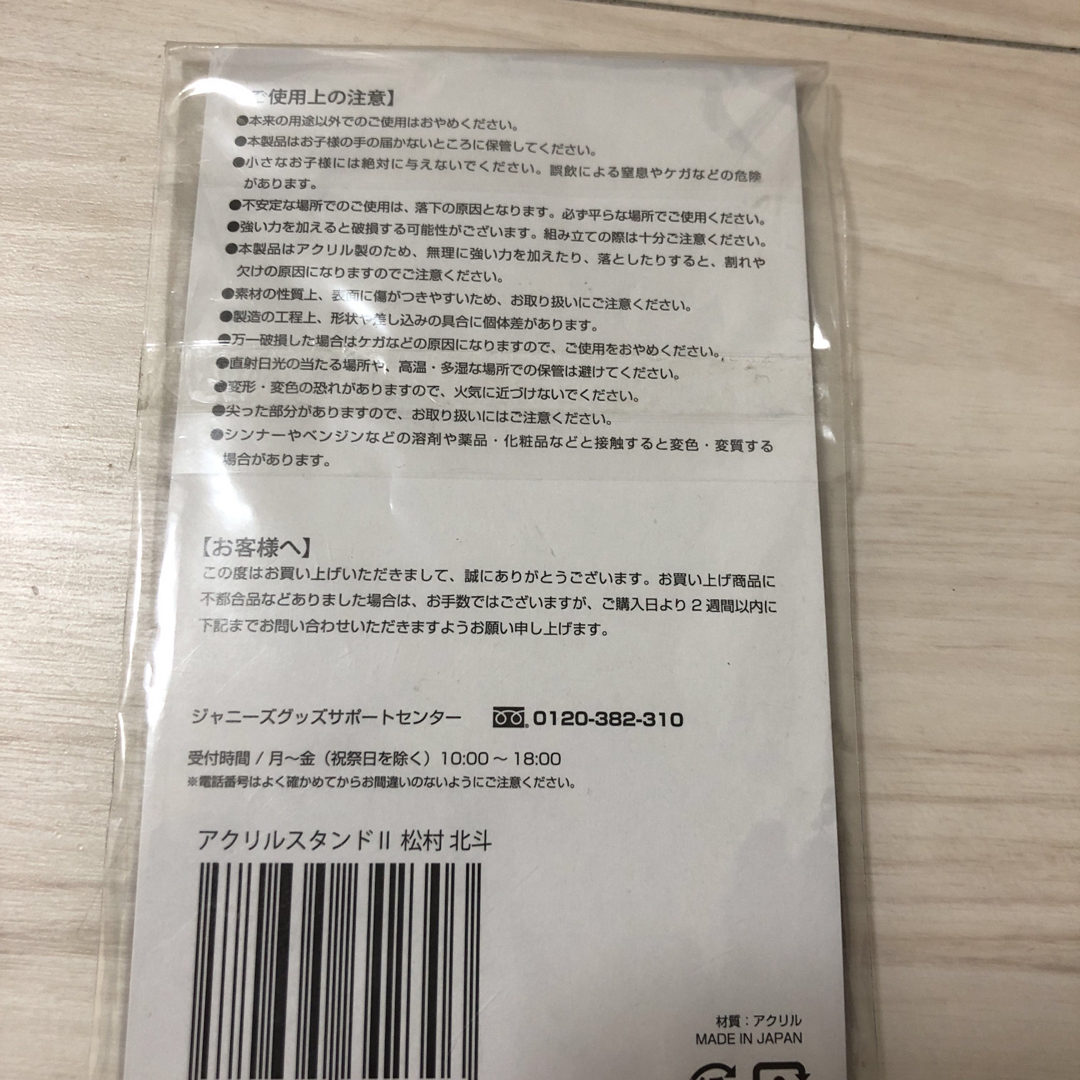 ご使用上の注意】
●本来の用途以外でのご使用はおやめください。
●本製品はお子様の手の届かないところに保管してください。
●小さなお子様には絶対に与えないでください。誤飲による窒息やケガなどの危険
があります。
●不安定な場所でのご使用は、落下の原因となります。必ず平らな場所でご使用ください。
●強い力を加えると破損する可能性がございます。組み立ての際は十分ご注意ください。
●本製品はアクリル製のため、無理に強い力を加えたり、落としたりすると、割れや
欠けの原因になりますのでご注意ください。
●素材の性質上、表面に傷がつきやすいため、お取り扱いにご注意ください。
●製造の工程上、形状や差し込みの具合に個体差があります。
●万一破損した場合はケガなどの原因になりますので、ご使用をおやめください。
●直射日光の当たる場所や、高温・多湿な場所での保管は避けてください。
●変形・変色の恐れがありますので、火気に近づけないでください。
●尖った部分がありますので、お取り扱いにはご注意ください。
●シンナーやベンジンなどの溶剤や薬品・化粧品などと接触すると変色・変質する
場合があります。
【お客様へ】
この度はお買い上げいただきまして、誠にありがとうございます。お買い上げ商品に
不都合品などありました場合は、お手数ではございますが、ご購入日より2週間以内に
下記までお問い合わせいただきますようお願い申し上げます。
ジャニーズグッズサポートセンター 0120-382-310
受付時間 / 月〜金（祝祭日を除く）10:00 〜 18:00
※電話番号はよく確かめてからお間違いのないようにご注意ください。
アクリルスタンドⅡ 松村 北斗
材質：アクリル
MADE IN JAPAN